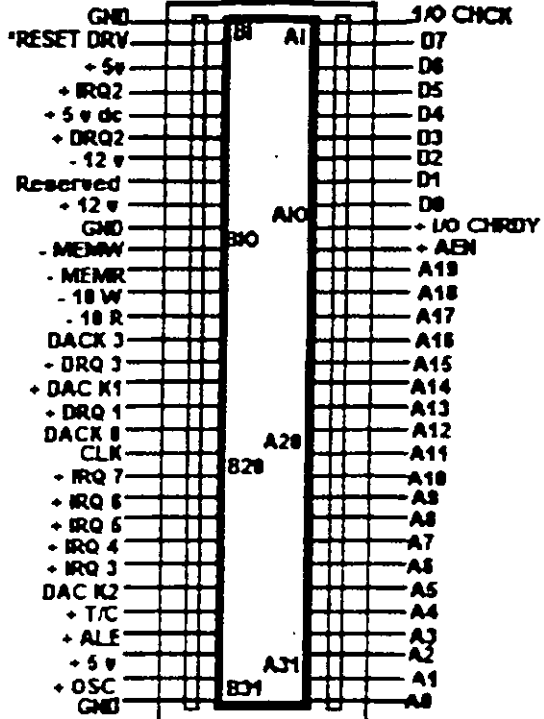 GND B1 A1 I/O CHCK
*RESET DRV D7
+ 5v D6
+ IRQ2 D5
+ 5 v dc D4
+ DRQ2 D3
- 12 v D2
Reserved D1
+ 12 v D0
GND B10 A10 + I/O CHRDY
- MEMW + AEN
- MEMR A19
- 10 W A18
- 10 R A17
DACK 3 A16
+ DRQ 3 A15
+ DAC K1 A14
+ DRQ 1 A13
DACK 0 A12
CLK B20 A20 A11
+ IRQ 7 A10
+ IRQ 6 A9
+ IRQ 5 A8
+ IRQ 4 A7
+ IRQ 3 A6
DAC K2 A5
+ T/C A4
+ ALE A3
+ 5 v A2
+ OSC B31 A31 A1
GND A0